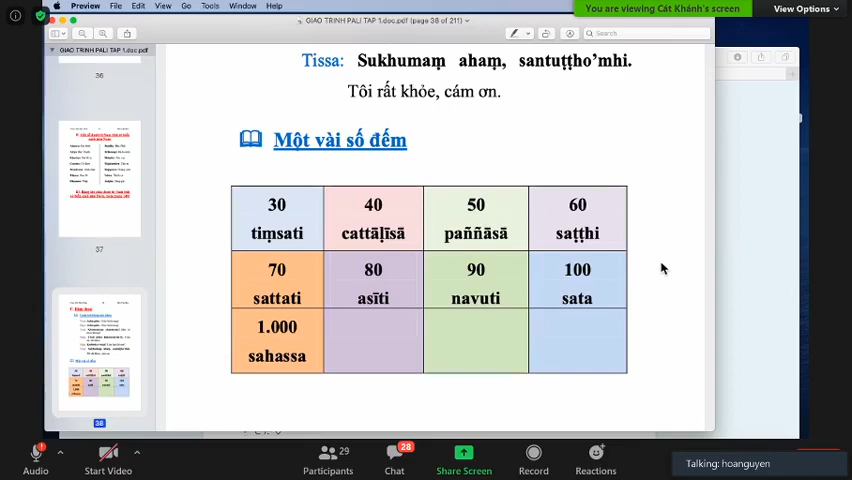 Preview File Edit View Go Tools Window Help
You are viewing Cát Khánh's screen
View Options
GIAO TRINH PALI TAP 1.doc.pdf (page 38 of 211)
Search
GIAO TRINH PALI TAP 1.doc.pdf
36
37
38
Tissa: Sukhumaṃ ahaṃ, santuṭṭho’mhi.
Tôi rất khỏe, cám ơn.
Một vài số đếm
30 40 50 60
tiṃsati cattāḷīsā paññāsā saṭṭhi
70 80 90 100
sattati asīti navuti sata
1.000
sahassa
29 28
Audio Start Video Participants Chat Share Screen Record Reactions
Talking: hoanguyen